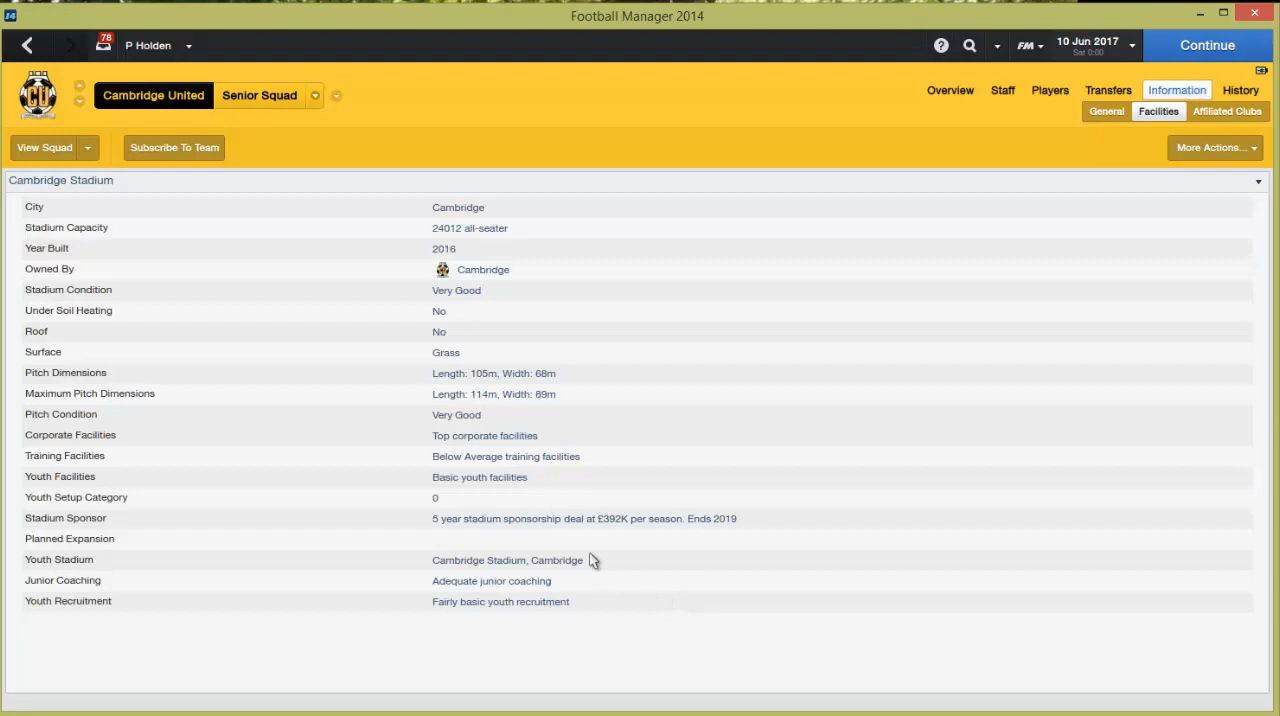 14 Football Manager 2014
78 P Holden FM 10 Jun 2017 Continue
Sat 0:00
CU Cambridge United Senior Squad Overview Staff Players Transfers Information History
General Facilities Affiliated Clubs
View Squad Subscribe To Team More Actions...
Cambridge Stadium
City Cambridge
Stadium Capacity 24012 all-seater
Year Built 2016
Owned By Cambridge
Stadium Condition Very Good
Under Soil Heating No
Roof No
Surface Grass
Pitch Dimensions Length: 105m, Width: 68m
Maximum Pitch Dimensions Length: 114m, Width: 89m
Pitch Condition Very Good
Corporate Facilities Top corporate facilities
Training Facilities Below Average training facilities
Youth Facilities Basic youth facilities
Youth Setup Category 0
Stadium Sponsor 5 year stadium sponsorship deal at £392K per season. Ends 2019
Planned Expansion
Youth Stadium Cambridge Stadium, Cambridge
Junior Coaching Adequate junior coaching
Youth Recruitment Fairly basic youth recruitment